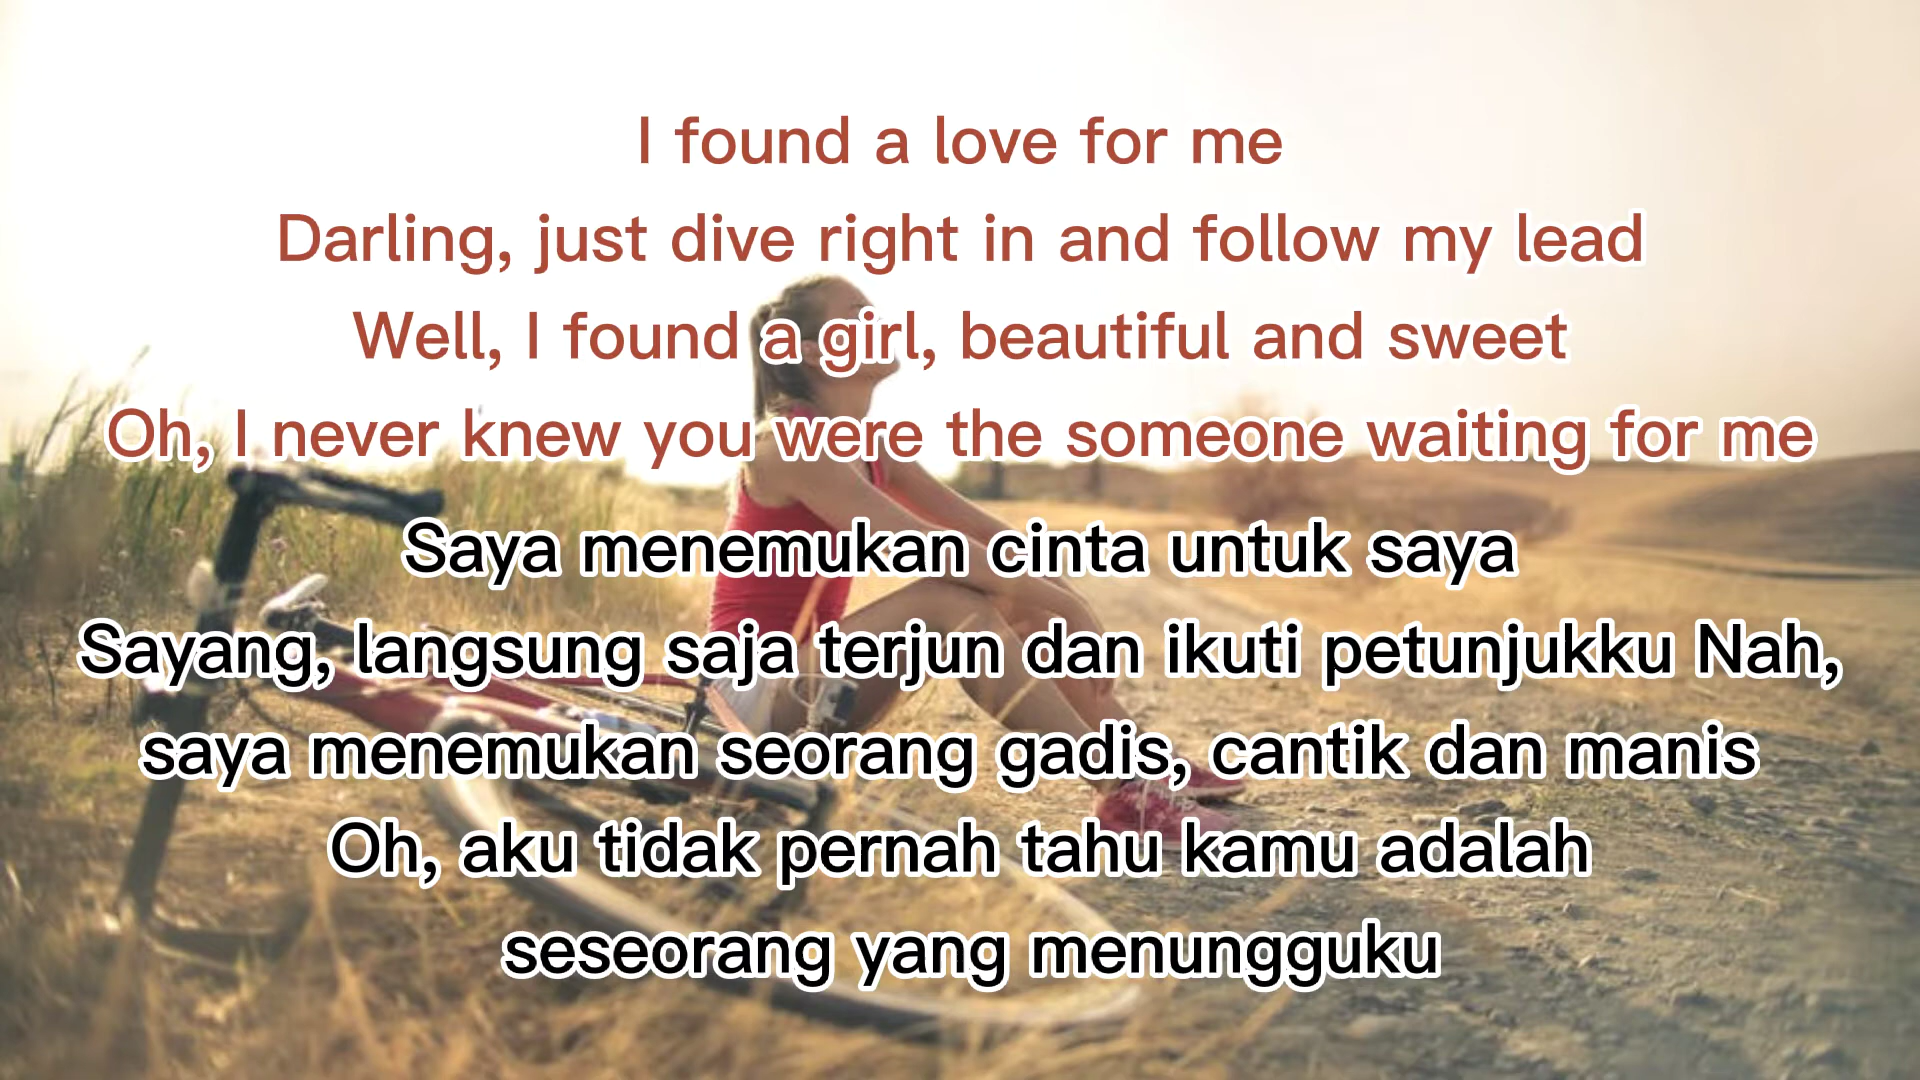 I found a love for me
Darling, just dive right in and follow my lead
Well, I found a girl, beautiful and sweet
Oh, I never knew you were the someone waiting for me
Saya menemukan cinta untuk saya
Sayang, langsung saja terjun dan ikuti petunjukku Nah,
saya menemukan seorang gadis, cantik dan manis
Oh, aku tidak pernah tahu kamu adalah
seseorang yang menungguku